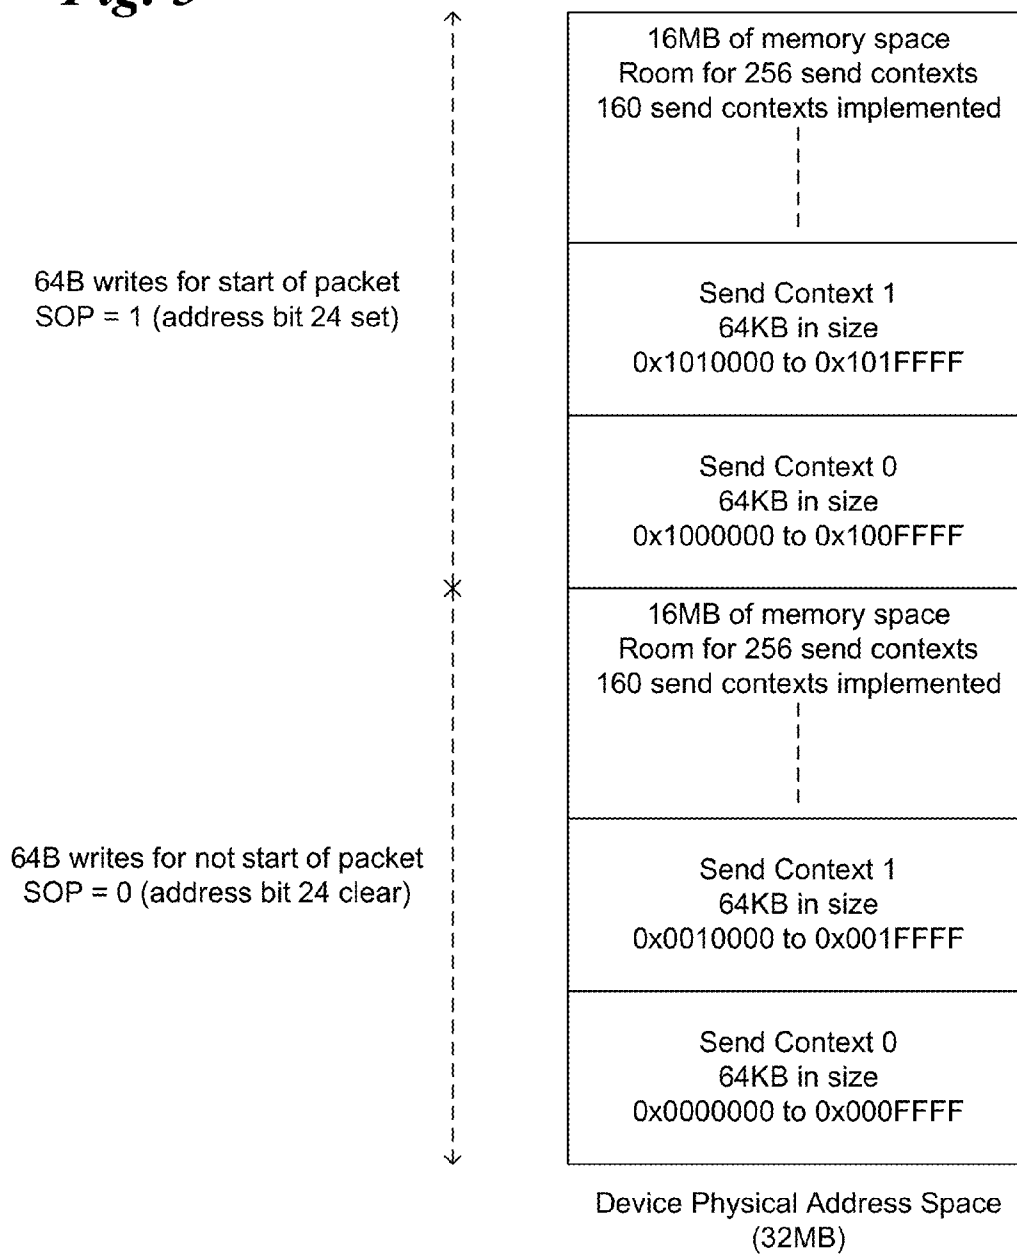 16MB of memory space
Room for 256 send contexts
160 send contexts implemented
64B writes for start of packet
SOP = 1 (address bit 24 set)
Send Context 1
64KB in size
0x1010000 to 0x101FFFF
Send Context 0
64KB in size
0x1000000 to 0x100FFFF
16MB of memory space
Room for 256 send contexts
160 send contexts implemented
64B writes for not start of packet
SOP = 0 (address bit 24 clear)
Send Context 1
64KB in size
0x0010000 to 0x001FFFF
Send Context 0
64KB in size
0x0000000 to 0x000FFFF
Device Physical Address Space
(32MB)